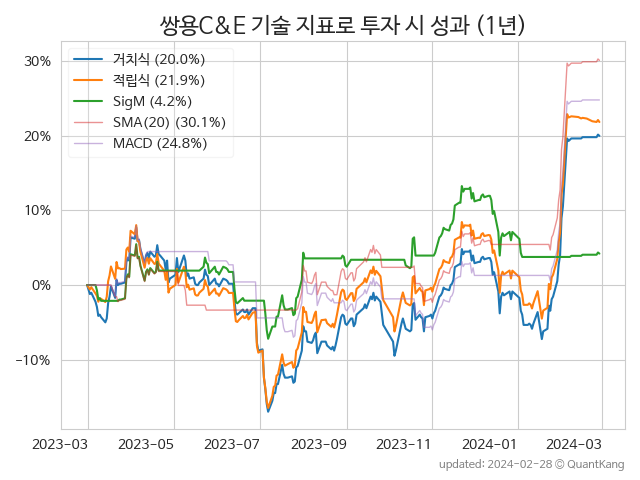 쌍용C&E 기술 지표로 투자 시 성과 (1년)
거치식 (20.0%)
적립식 (21.9%)
SigM (4.2%)
SMA(20) (30.1%)
MACD (24.8%)
30%
20%
10%
0%
−10%
2023-03 2023-05 2023-07 2023-09 2023-11 2024-01 2024-03
updated: 2024-02-28 ⓒ QuantKang